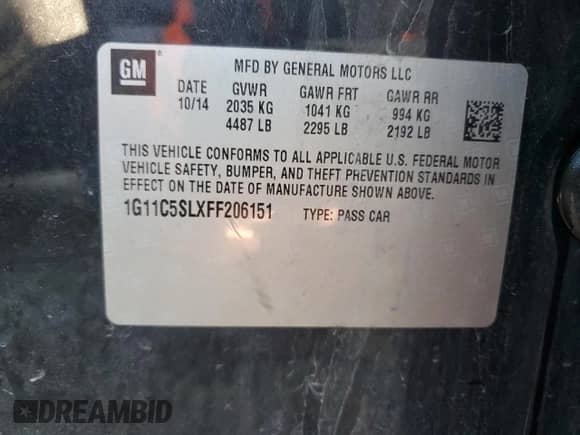 GM
MFD BY GENERAL MOTORS LLC
DATE GVWR GAWR FRT GAWR RR
10/14 2035 KG 1041 KG 994 KG
4487 LB 2295 LB 2192 LB
THIS VEHICLE CONFORMS TO ALL APPLICABLE U.S. FEDERAL MOTOR
VEHICLE SAFETY, BUMPER, AND THEFT PREVENTION STANDARDS IN
EFFECT ON THE DATE OF MANUFACTURE SHOWN ABOVE.
1G11C5SLXFF206151 TYPE: PASS CAR
DREAMBID